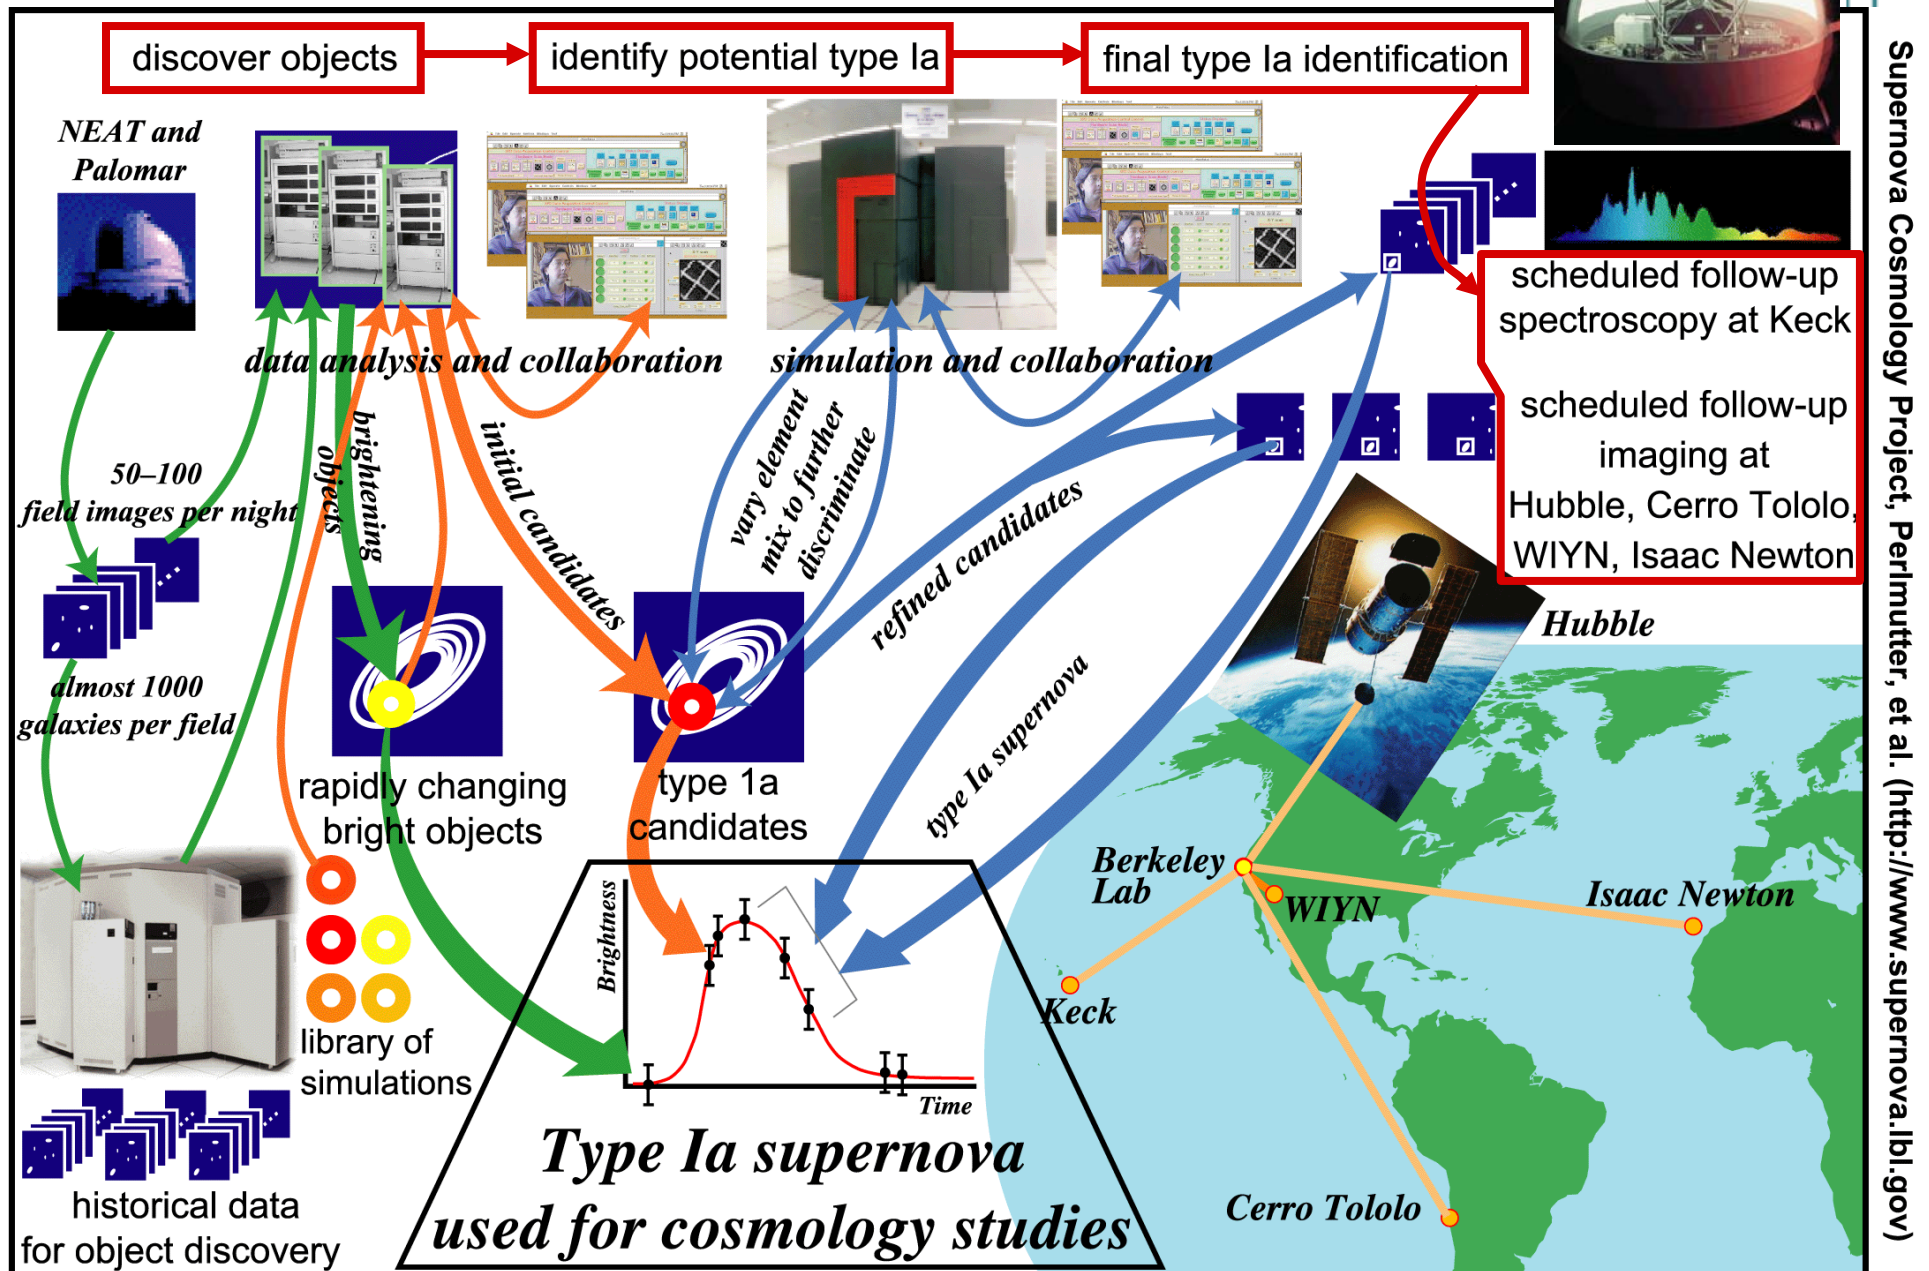 discover objects
identify potential type Ia
final type Ia identification
NEAT and
Palomar
data analysis and collaboration
simulation and collaboration
scheduled follow-up
spectroscopy at Keck
scheduled follow-up
imaging at
Hubble, Cerro Tololo,
WIYN, Isaac Newton
50–100
field images per night
brightening
objects
initial candidates
vary element
mix to further
discriminate
refined candidates
type Ia supernova
Hubble
almost 1000
galaxies per field
rapidly changing
bright objects
type 1a
candidates
Berkeley
Lab
WIYN
Isaac Newton
Keck
Cerro Tololo
library of
simulations
Brightness
Time
Type Ia supernova
used for cosmology studies
historical data
for object discovery
Supernova Cosmology Project, Perlmutter, et al. (http://www.supernova.lbl.gov)